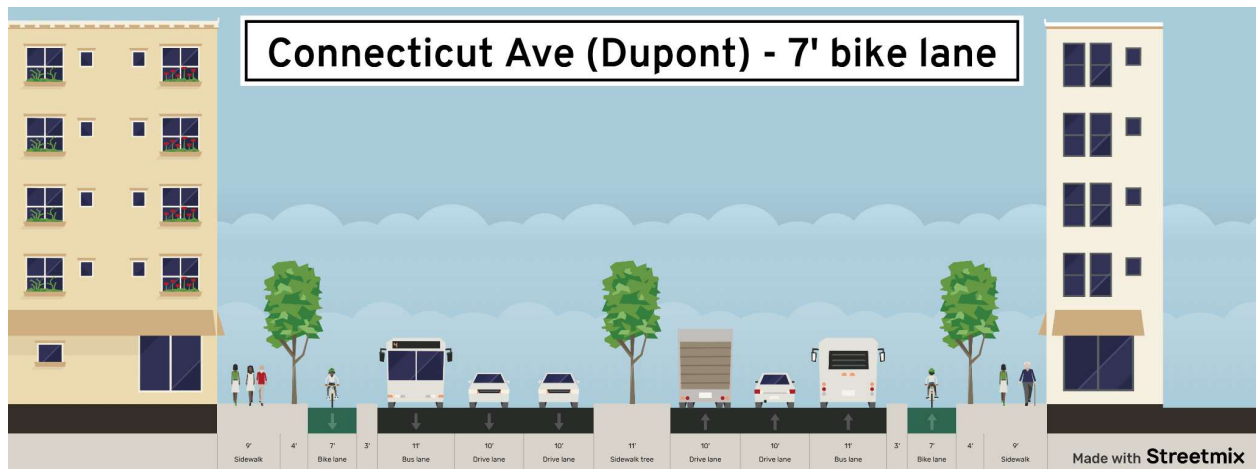 Connecticut Ave (Dupont) - 7' bike lane
4
9' 4' 7' 3' 11' 10' 10' 11' 10' 10' 11' 3' 7' 4' 9'
Sidewalk Bike lane Bus lane Drive lane Drive lane Sidewalk tree Drive lane Drive lane Bus lane Bike lane Sidewalk
Made with Streetmix